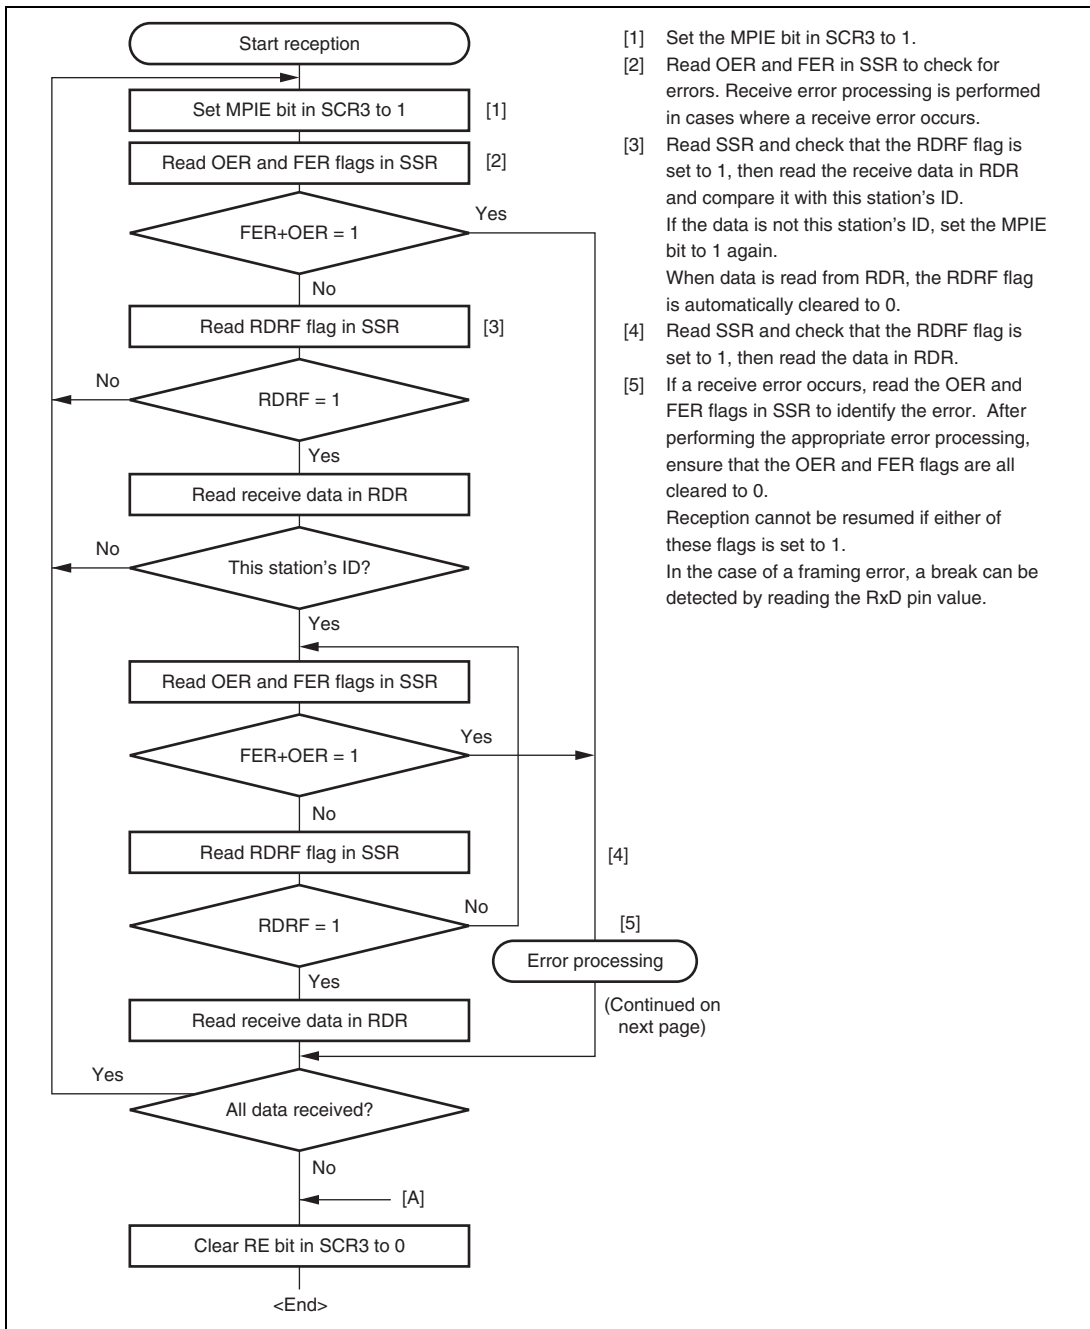 Start reception
Set MPIE bit in SCR3 to 1
[1]
Read OER and FER flags in SSR
[2]
Yes
FER+OER = 1
No
Read RDRF flag in SSR
[3]
No
RDRF = 1
Yes
Read receive data in RDR
No
This station's ID?
Yes
Read OER and FER flags in SSR
Yes
FER+OER = 1
No
Read RDRF flag in SSR
[4]
No
RDRF = 1
[5]
Error processing
Yes
(Continued on
next page)
Read receive data in RDR
Yes
All data received?
No
[A]
Clear RE bit in SCR3 to 0
<End>
[1] Set the MPIE bit in SCR3 to 1.
[2] Read OER and FER in SSR to check for
errors. Receive error processing is performed
in cases where a receive error occurs.
[3] Read SSR and check that the RDRF flag is
set to 1, then read the receive data in RDR
and compare it with this station's ID.
If the data is not this station's ID, set the MPIE
bit to 1 again.
When data is read from RDR, the RDRF flag
is automatically cleared to 0.
[4] Read SSR and check that the RDRF flag is
set to 1, then read the data in RDR.
[5] If a receive error occurs, read the OER and
FER flags in SSR to identify the error. After
performing the appropriate error processing,
ensure that the OER and FER flags are all
cleared to 0.
Reception cannot be resumed if either of
these flags is set to 1.
In the case of a framing error, a break can be
detected by reading the RxD pin value.